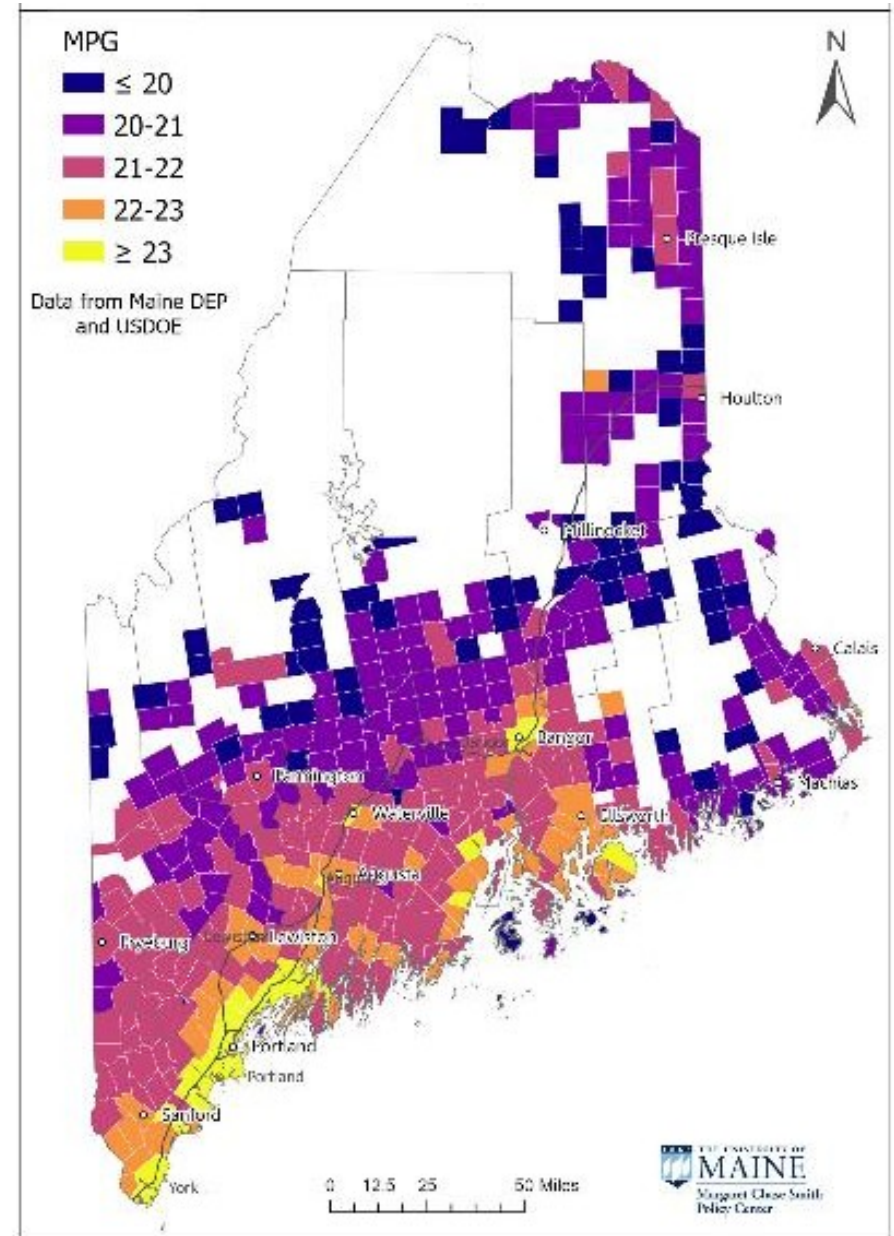 MPG
≤ 20
20-21
21-22
22-23
≥ 23
Data from Maine DEP
and USDOE
N
Presque Isle
Houlton
Millinocket
Calais
Bangor
Machias
Farmington
Waterville
Ellsworth
Augusta
Fryeburg
Lewiston
Portland
Portland
Sanford
York
0 12.5 25 50 Miles
THE UNIVERSITY OF
MAINE
Margaret Chase Smith
Policy Center